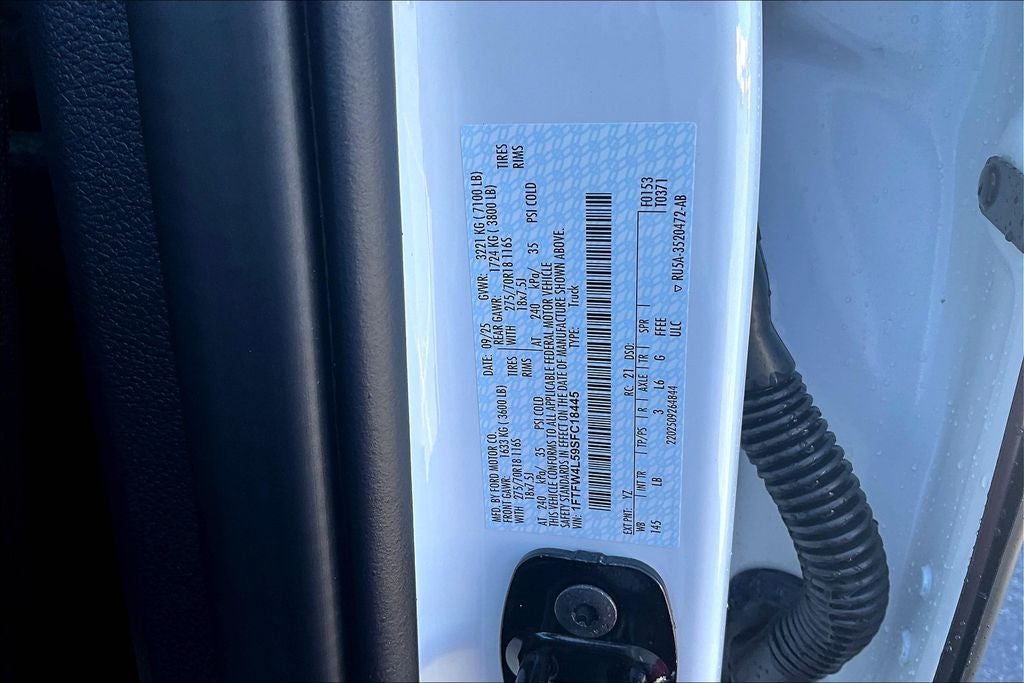 MFD. BY FORD MOTOR CO.
DATE: 09/25 GVWR: 3221 KG ( 7100 LB)
FRONT GAWR: 1633 KG ( 3600 LB) REAR GAWR: 1724 KG ( 3800 LB)
WITH 275/70R18 116S TIRES WITH 275/70R18 116S TIRES
18x7.5J RIMS 18x7.5J RIMS
AT 240 kPa/ 35 PSI COLD AT 240 kPa/ 35 PSI COLD
THIS VEHICLE CONFORMS TO ALL APPLICABLE FEDERAL MOTOR VEHICLE
SAFETY STANDARDS IN EFFECT ON THE DATE OF MANUFACTURE SHOWN ABOVE.
VIN: 1FTFW4L59SFC18445 TYPE: Truck
EXT PNT: YZ RC: 21 DSO: F0153
WB INT TR TP/PS R AXLE TR SPR T0371
145 LB 3 L6 G FFEE
2202509264844 ULC ▽ RU5A-3520472-AB